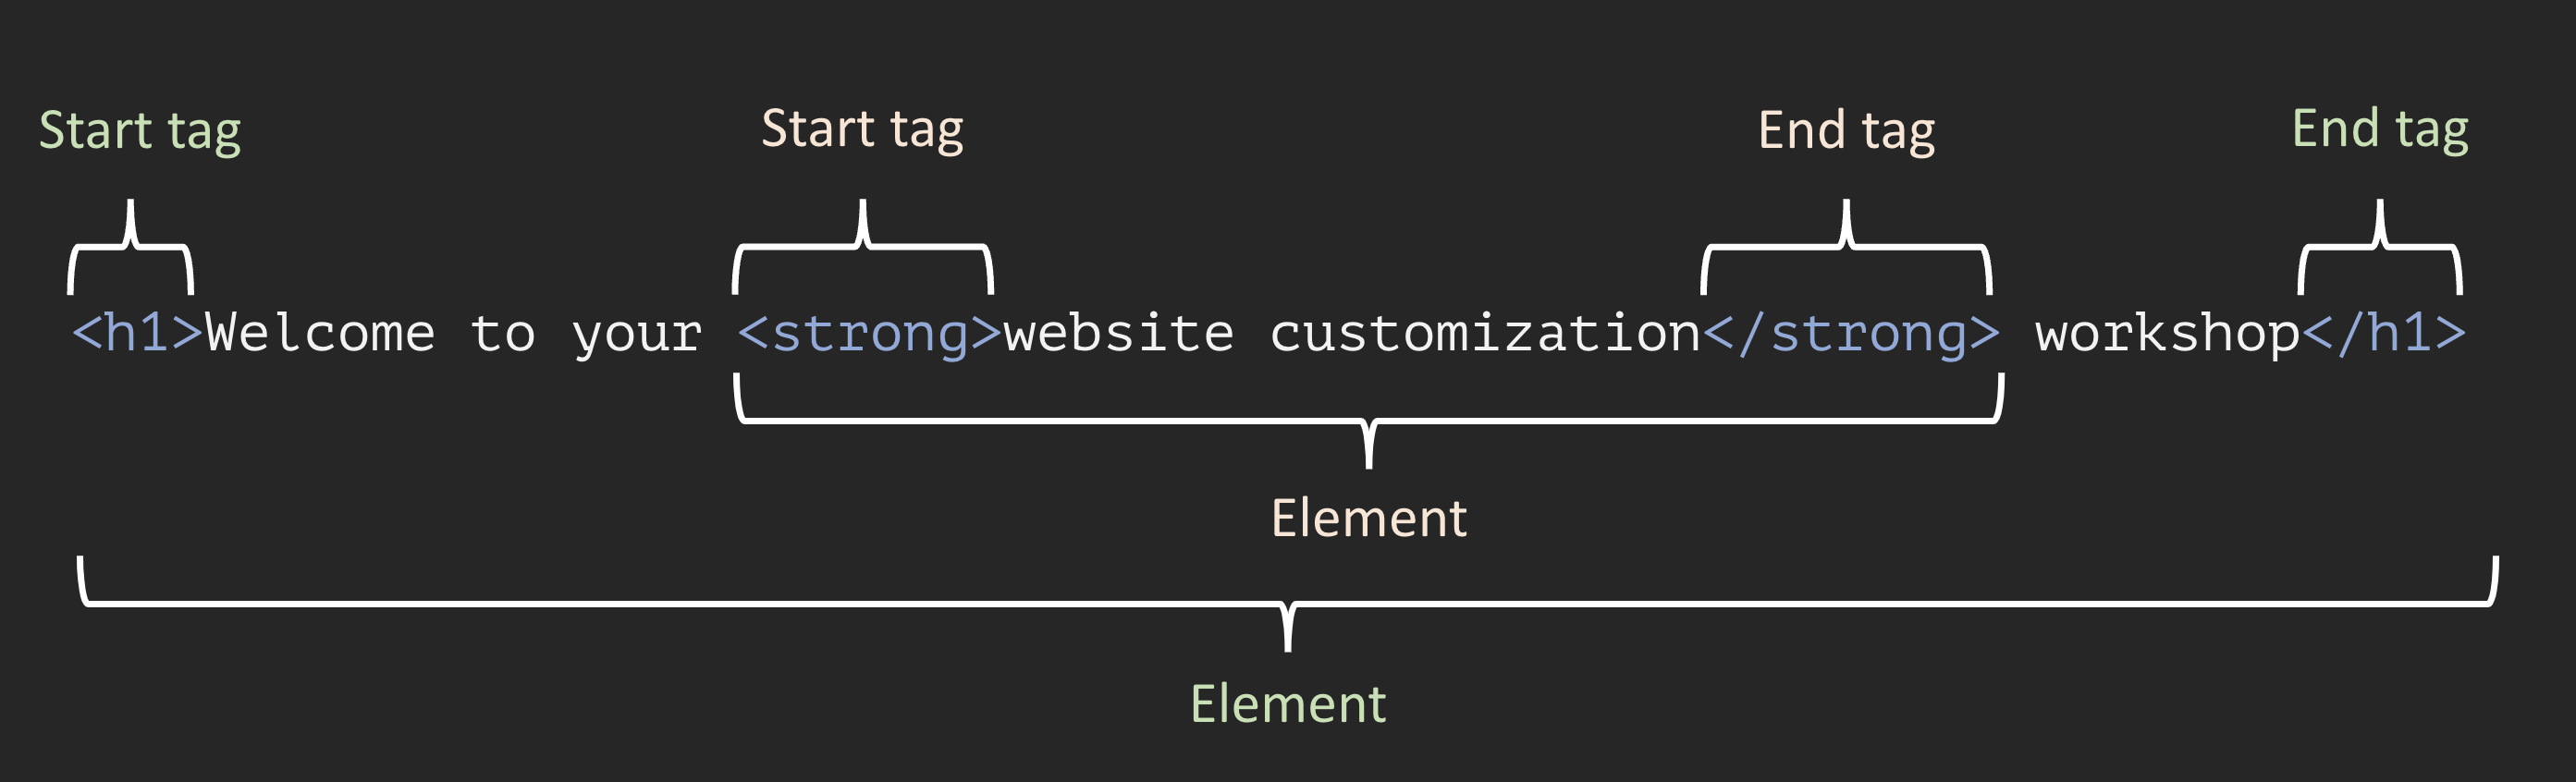 Start tag Start tag End tag End tag
<h1>Welcome to your <strong>website customization</strong> workshop</h1>
Element
Element